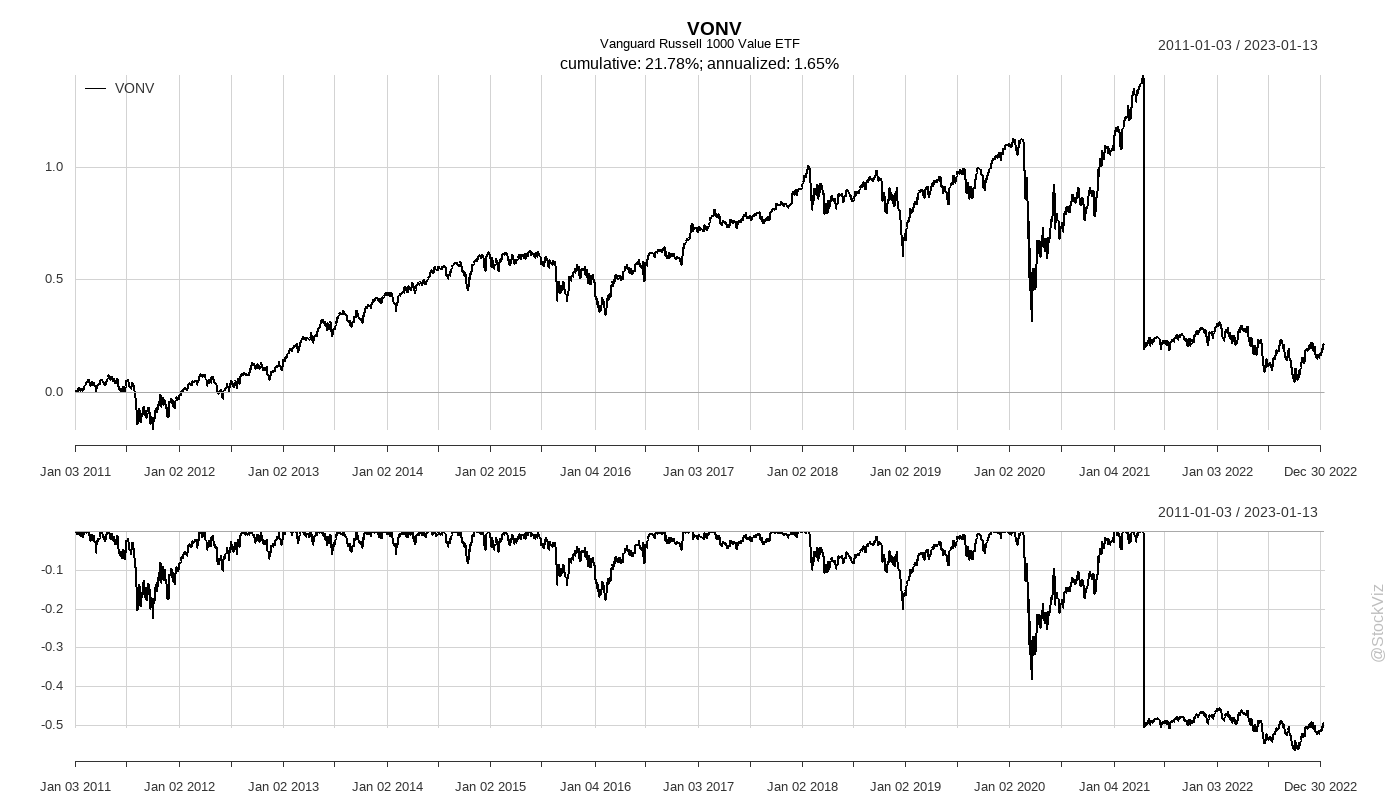 VONV
Vanguard Russell 1000 Value ETF
2011-01-03 / 2023-01-13
cumulative: 21.78%; annualized: 1.65%
VONV
1.0
0.5
0.0
Jan 03 2011 Jan 02 2012 Jan 02 2013 Jan 02 2014 Jan 02 2015 Jan 04 2016 Jan 03 2017 Jan 02 2018 Jan 02 2019 Jan 02 2020 Jan 04 2021 Jan 03 2022 Dec 30 2022
2011-01-03 / 2023-01-13
-0.1
-0.2
-0.3
-0.4
-0.5
Jan 03 2011 Jan 02 2012 Jan 02 2013 Jan 02 2014 Jan 02 2015 Jan 04 2016 Jan 03 2017 Jan 02 2018 Jan 02 2019 Jan 02 2020 Jan 04 2021 Jan 03 2022 Dec 30 2022
@StockViz